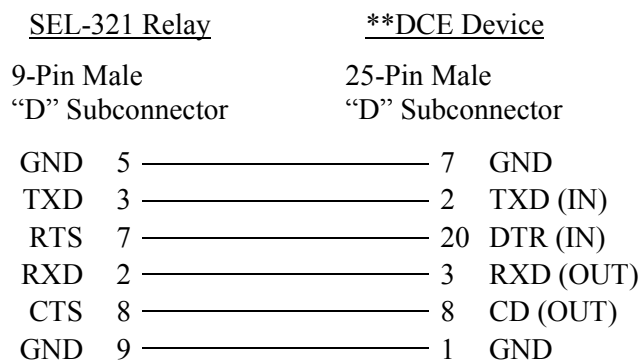 SEL-321 Relay **DCE Device
9-Pin Male 25-Pin Male
“D” Subconnector “D” Subconnector
GND 5 7 GND
TXD 3 2 TXD (IN)
RTS 7 20 DTR (IN)
RXD 2 3 RXD (OUT)
CTS 8 8 CD (OUT)
GND 9 1 GND